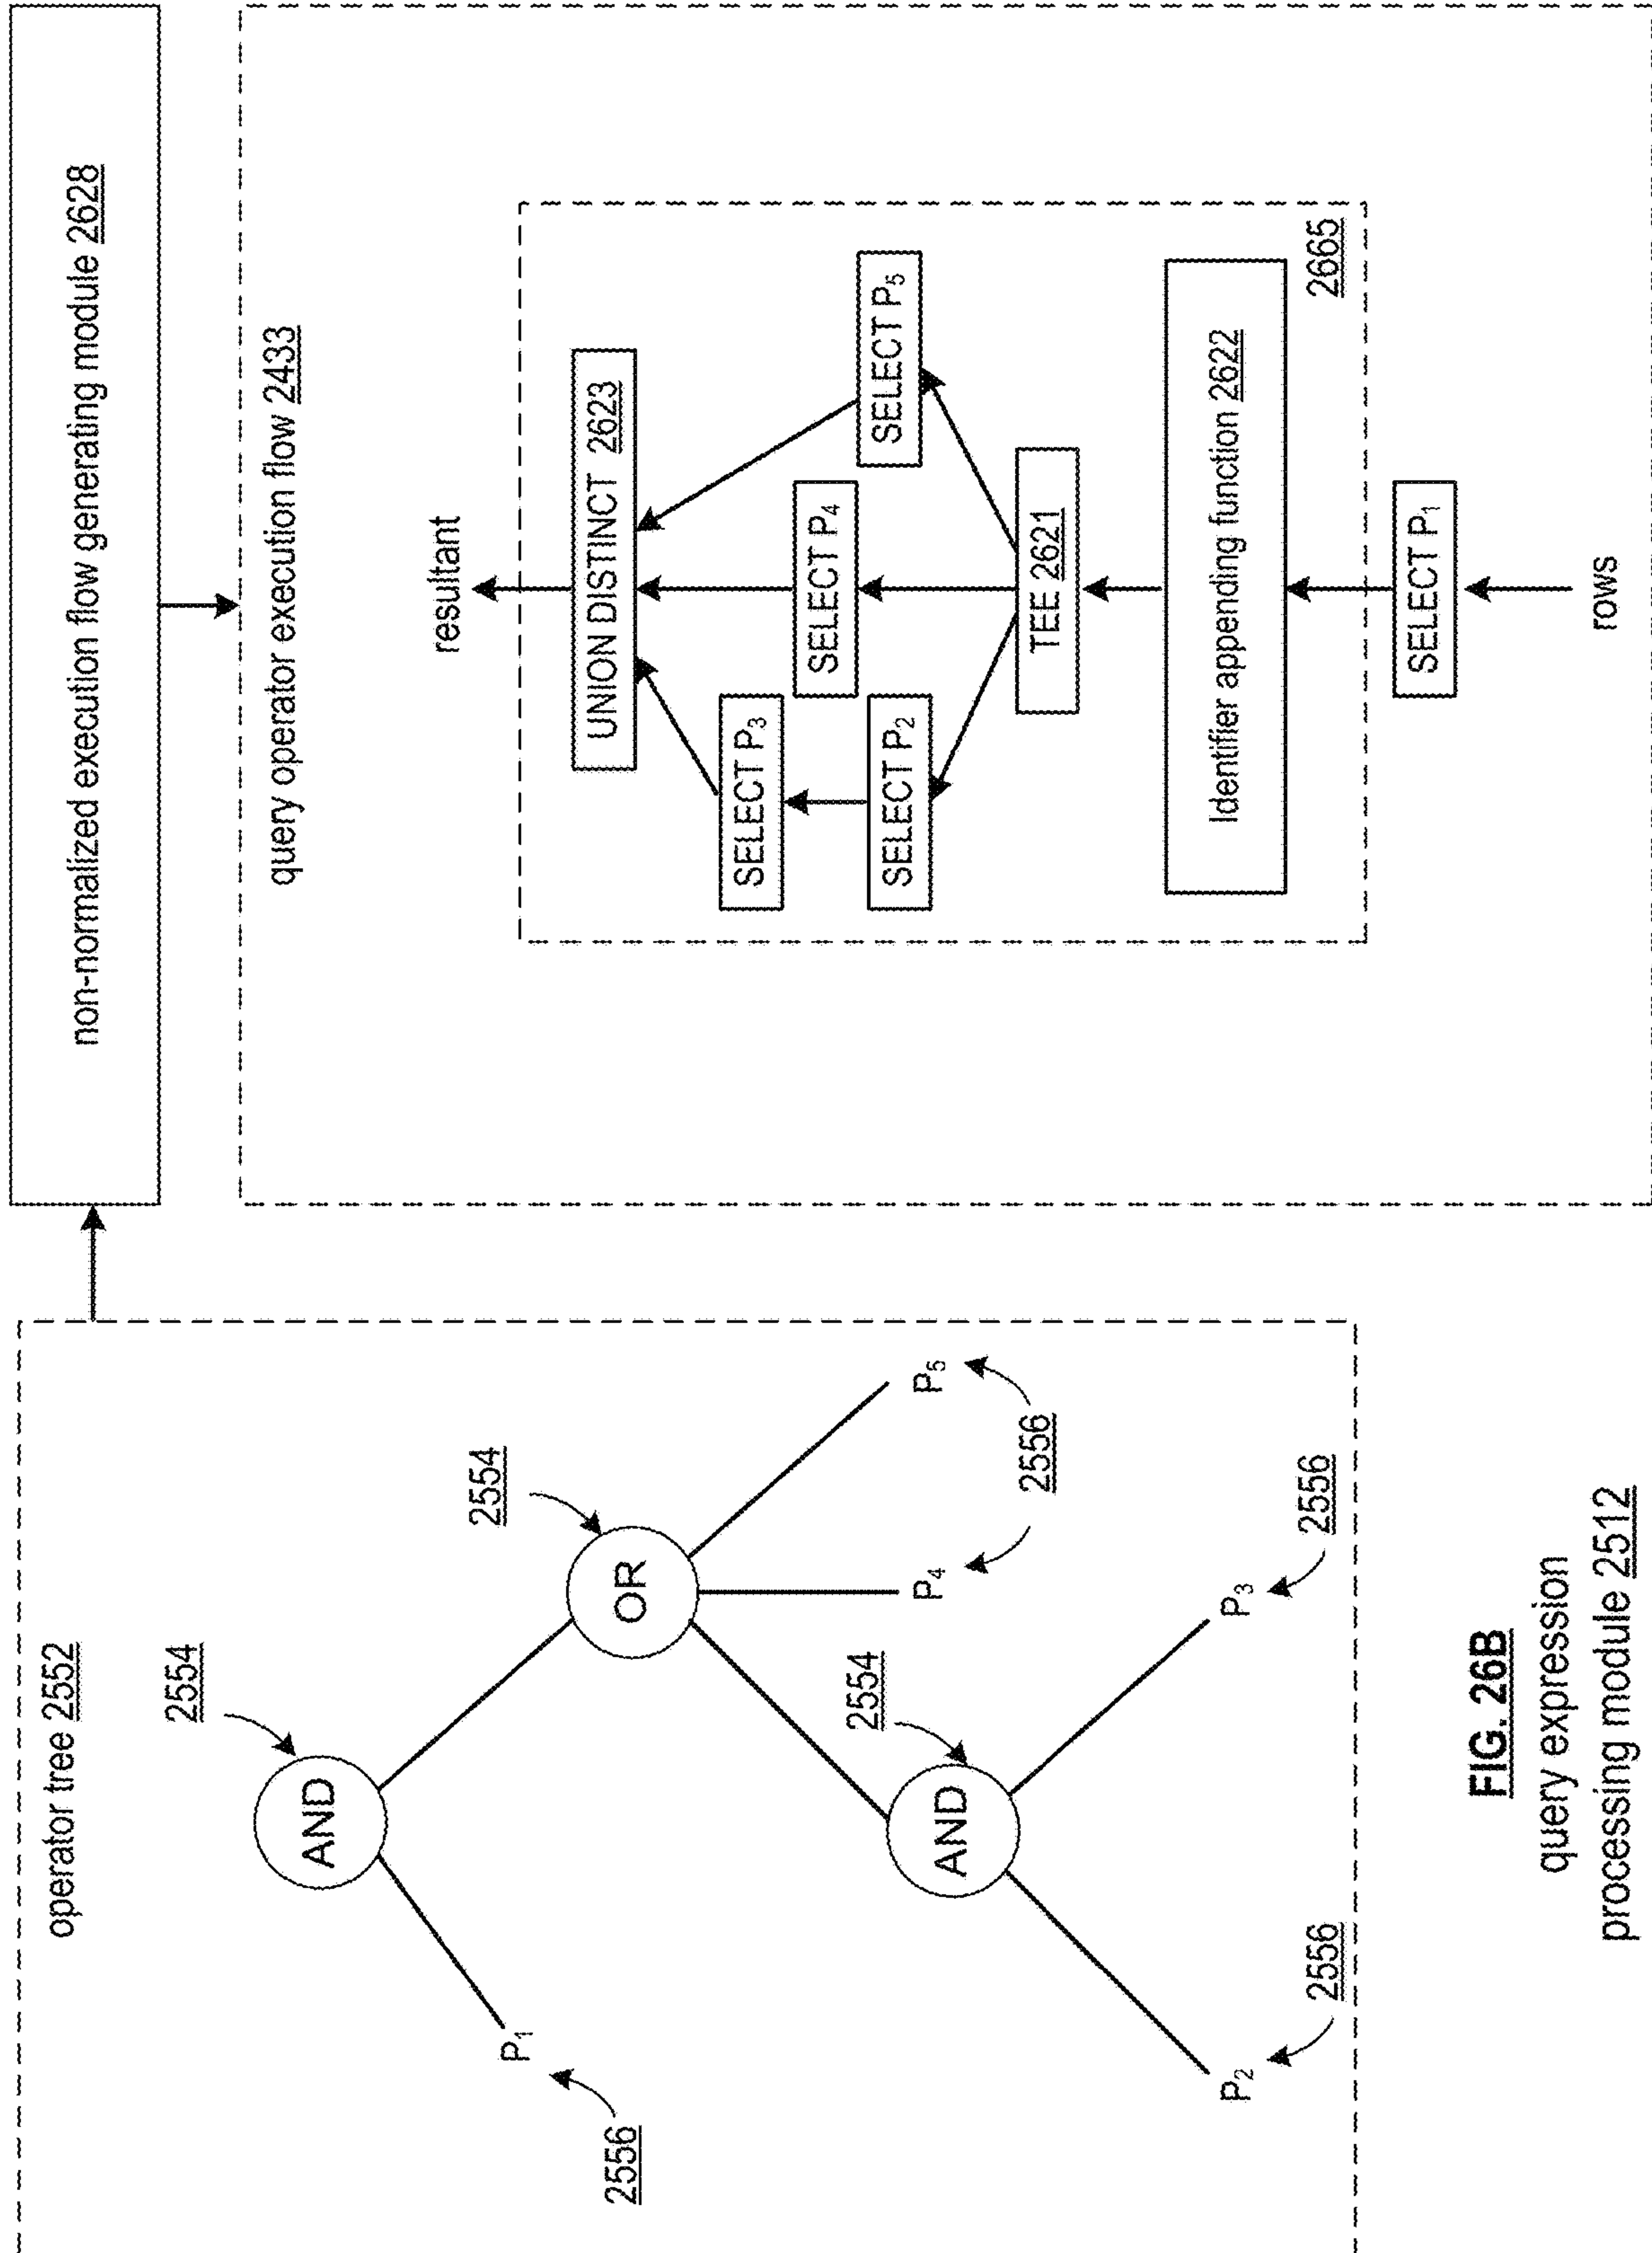 operator tree 2552
2554
AND
P1
2556
2554
OR
2554
AND
P4
P5
2556
P2
2556
P3
2556
non-normalized execution flow generating module 2628
query operator execution flow 2433
resultant
UNION DISTINCT 2623
SELECT P3
SELECT P4
SELECT P5
SELECT P2
TEE 2621
Identifier appending function 2622
2665
SELECT P1
rows
FIG. 26B
query expression
processing module 2512